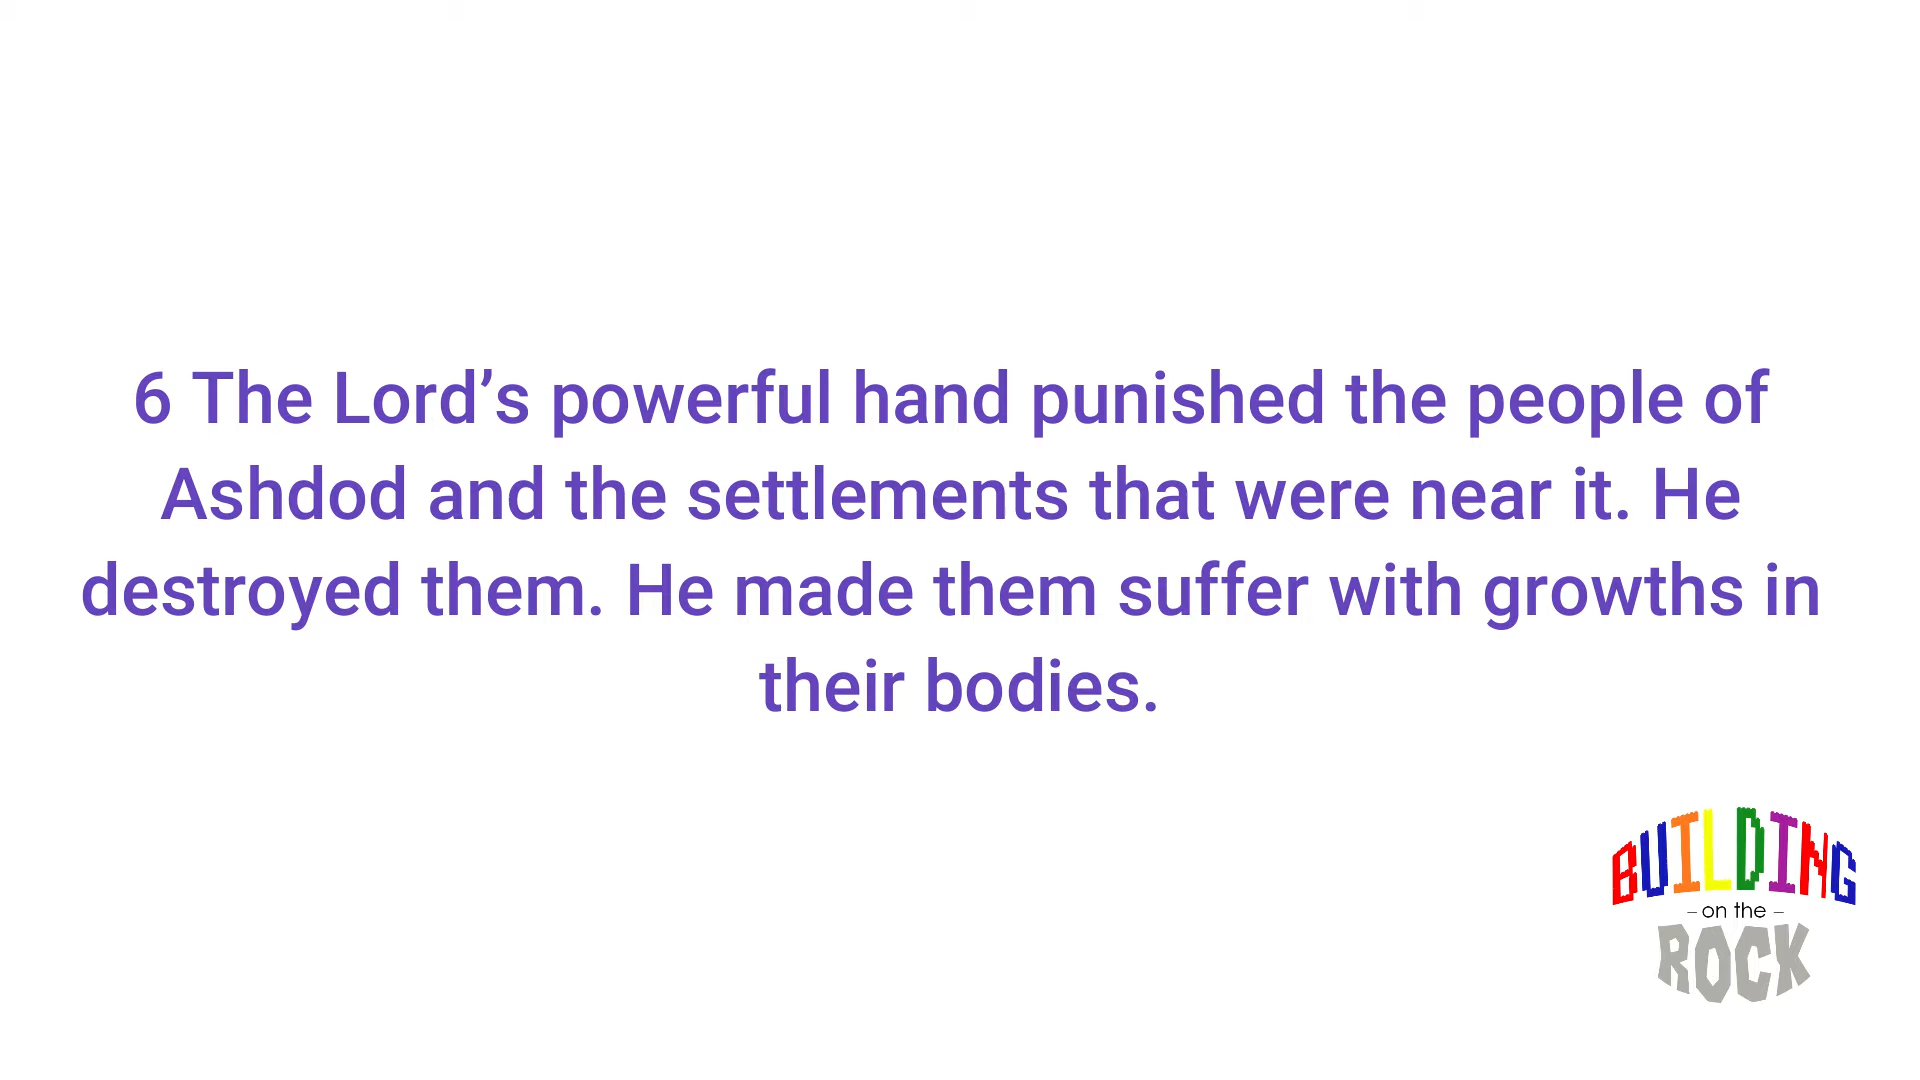 6 The Lord’s powerful hand punished the people of
Ashdod and the settlements that were near it. He
destroyed them. He made them suffer with growths in
their bodies.
BUILDING
– on the –
ROCK